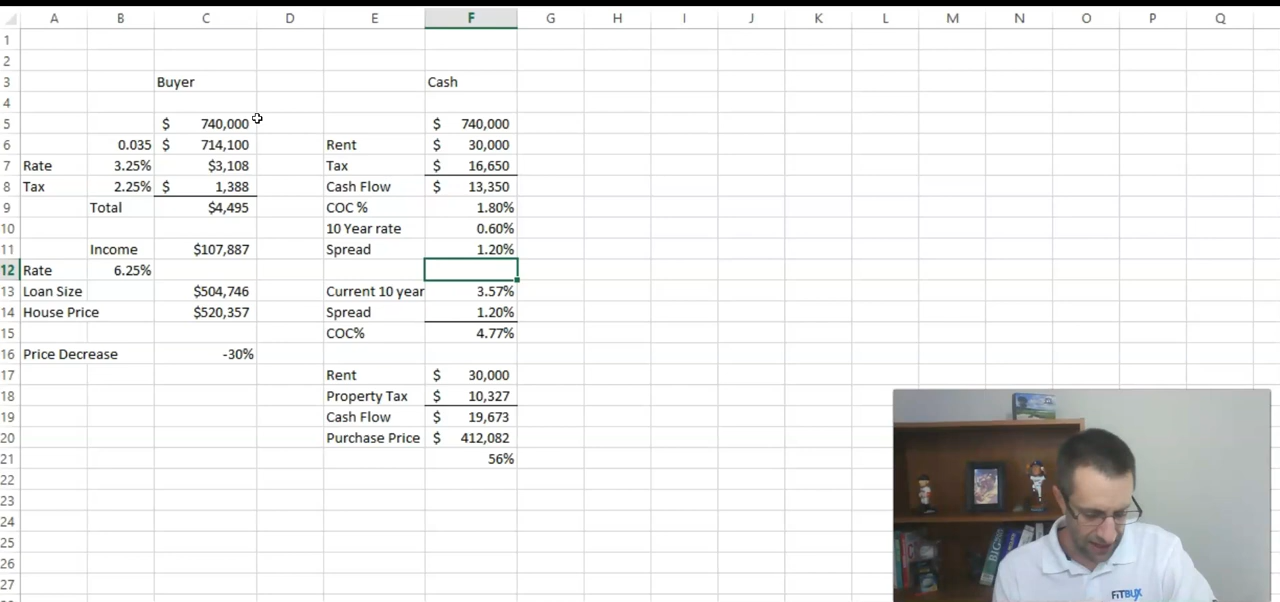 A B C D E F G H I J K L M N O P Q
1
2
3 Buyer Cash
4
5 $ 740,000 $ 740,000
6 0.035 $ 714,100 Rent $ 30,000
7 Rate 3.25% $3,108 Tax $ 16,650
8 Tax 2.25% $ 1,388 Cash Flow $ 13,350
9 Total $4,495 COC % 1.80%
10 10 Year rate 0.60%
11 Income $107,887 Spread 1.20%
12 Rate 6.25%
13 Loan Size $504,746 Current 10 year 3.57%
14 House Price $520,357 Spread 1.20%
15 COC% 4.77%
16 Price Decrease -30%
17 Rent $ 30,000
18 Property Tax $ 10,327
19 Cash Flow $ 19,673
20 Purchase Price $ 412,082
21 56%
22
23
24
25
26
27
BIG
FitBUX